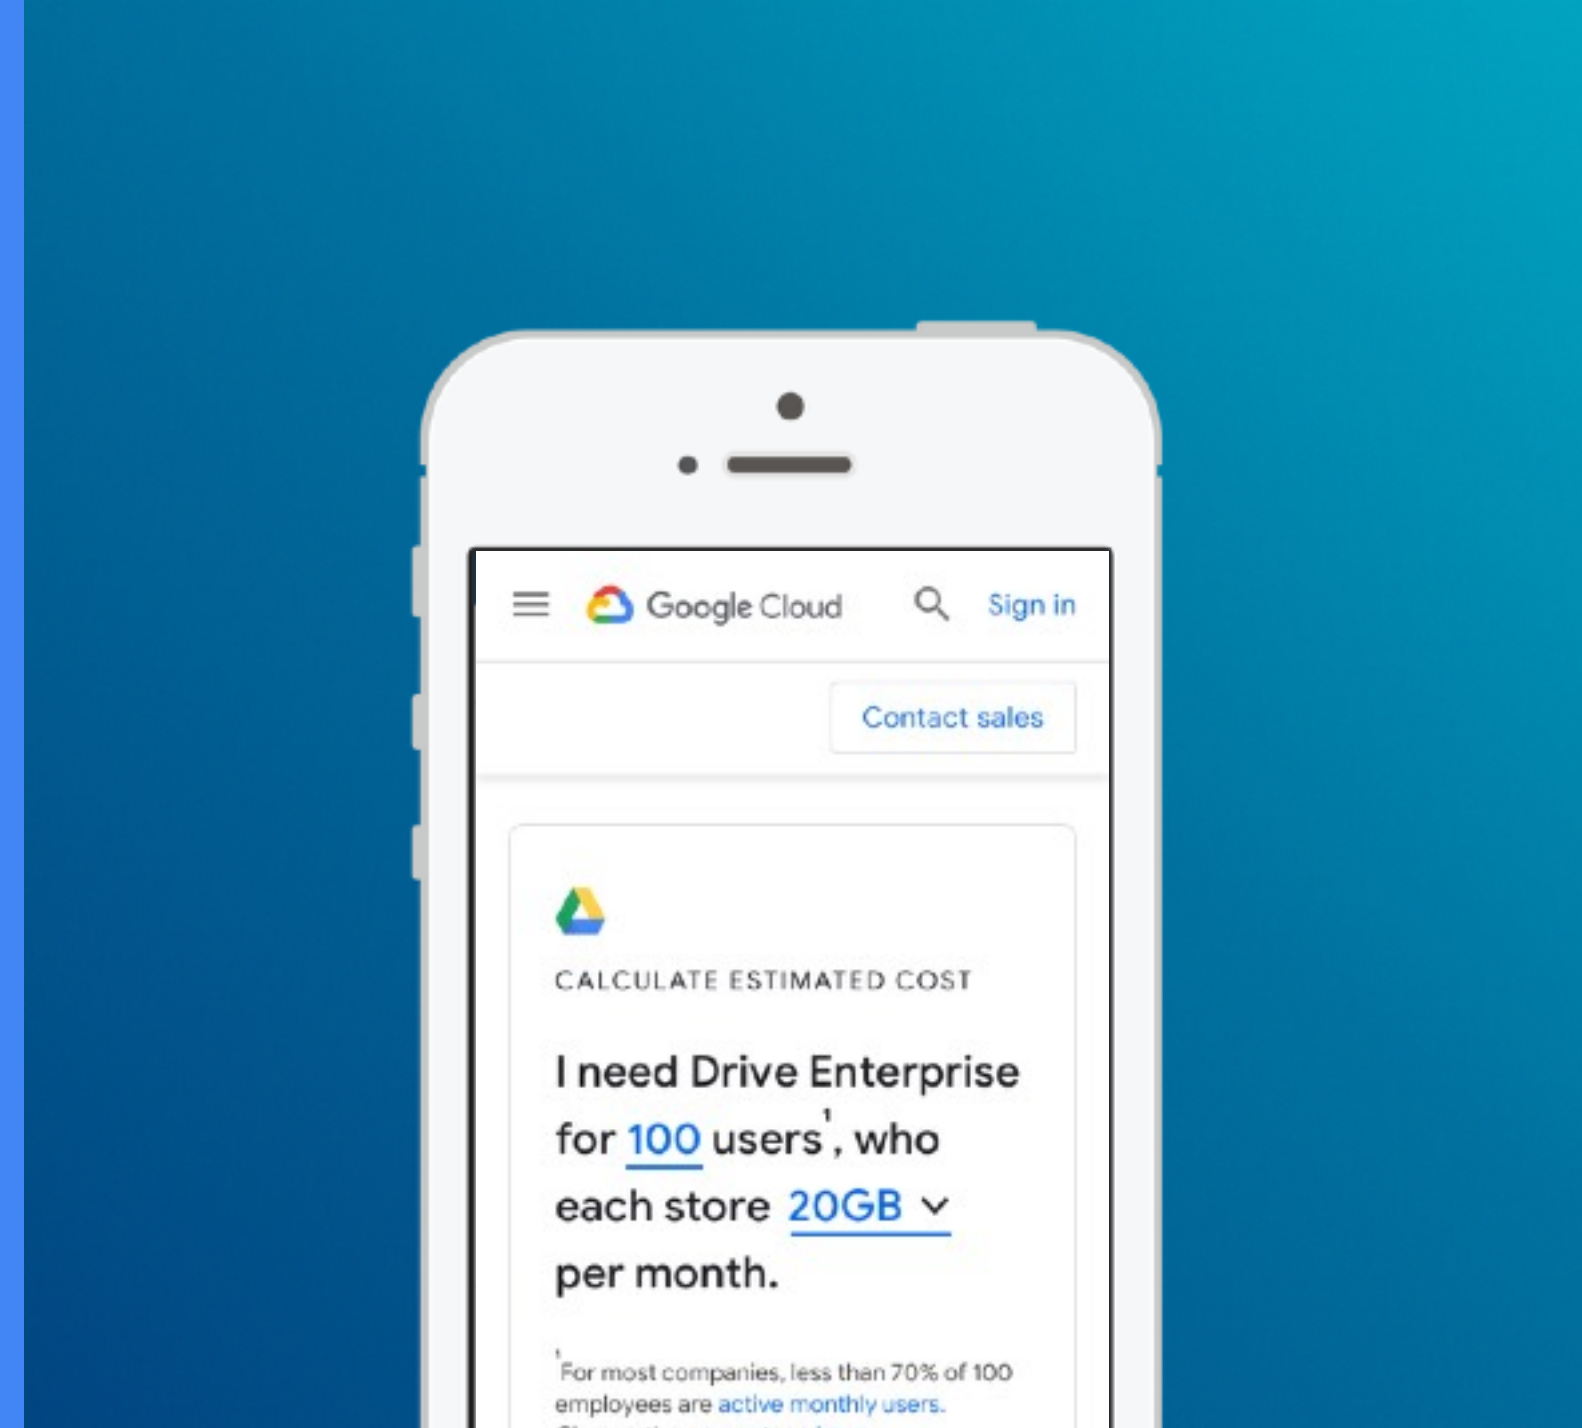 Google Cloud
Sign in
Contact sales
CALCULATE ESTIMATED COST
I need Drive Enterprise
for 100 users¹, who
each store 20GB
per month.
¹For most companies, less than 70% of 100
employees are active monthly users.